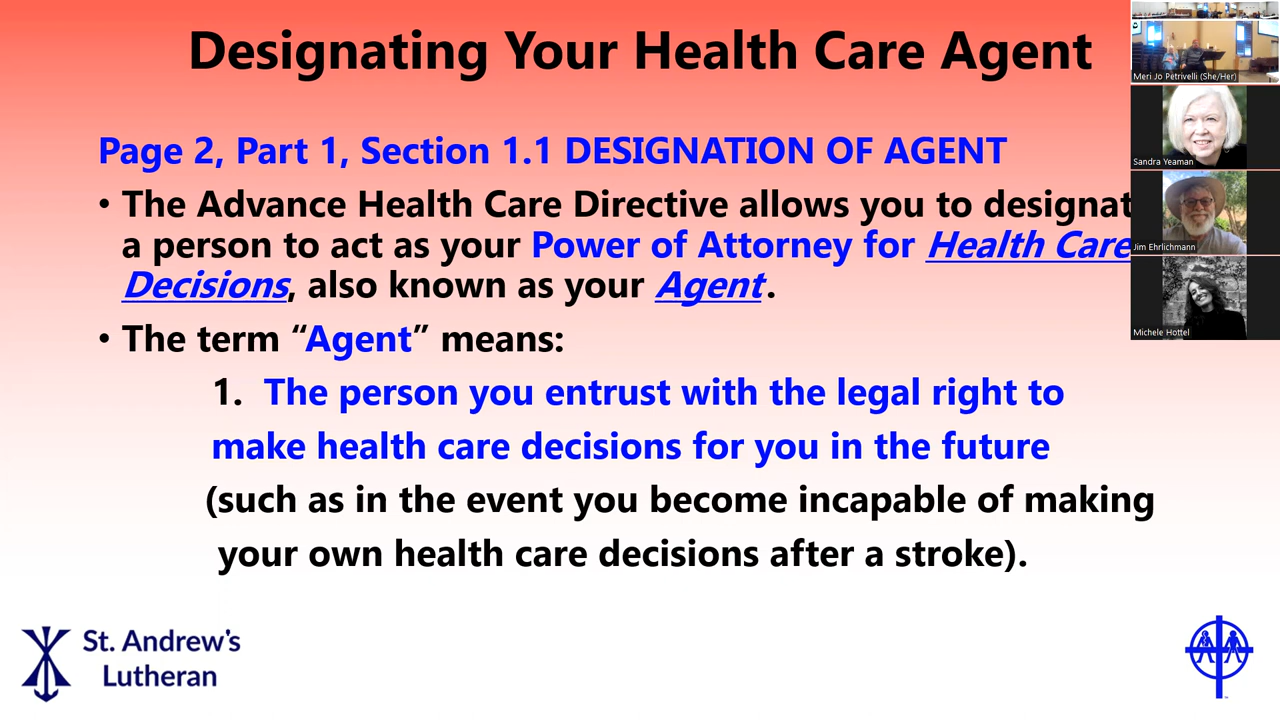 Designating Your Health Care Agent
Page 2, Part 1, Section 1.1 DESIGNATION OF AGENT
• The Advance Health Care Directive allows you to designat
a person to act as your Power of Attorney for Health Care
Decisions, also known as your Agent.
• The term “Agent” means:
1. The person you entrust with the legal right to
make health care decisions for you in the future
(such as in the event you become incapable of making
your own health care decisions after a stroke).
St. Andrew's
Lutheran
Meri Jo Petrivelli (She/Her)
Sandra Yeaman
Jim Ehrlichmann
Michele Hottel